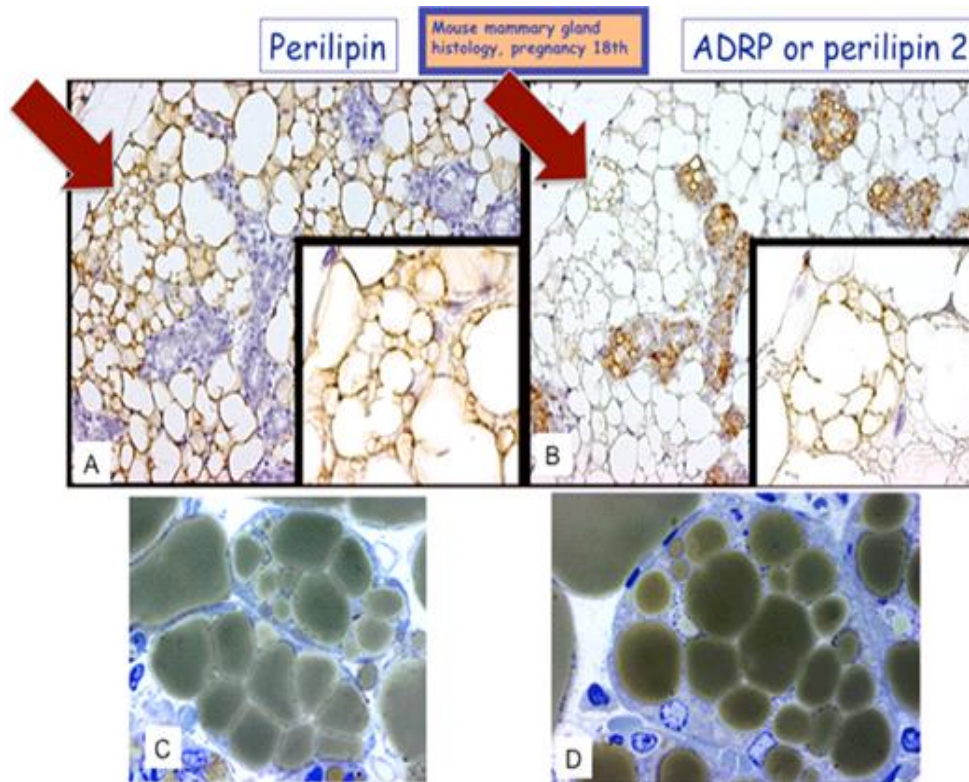 Perilipin
Mouse mammary gland
histology, pregnancy 18th
ADRP or perilipin 2
A
B
C
D